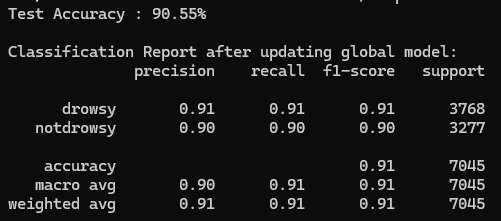 Test Accuracy : 90.55%
Classification Report after updating global model:
precision recall f1-score support
drowsy 0.91 0.91 0.91 3768
notdrowsy 0.90 0.90 0.90 3277
accuracy 0.91 7045
macro avg 0.90 0.91 0.91 7045
weighted avg 0.91 0.91 0.91 7045